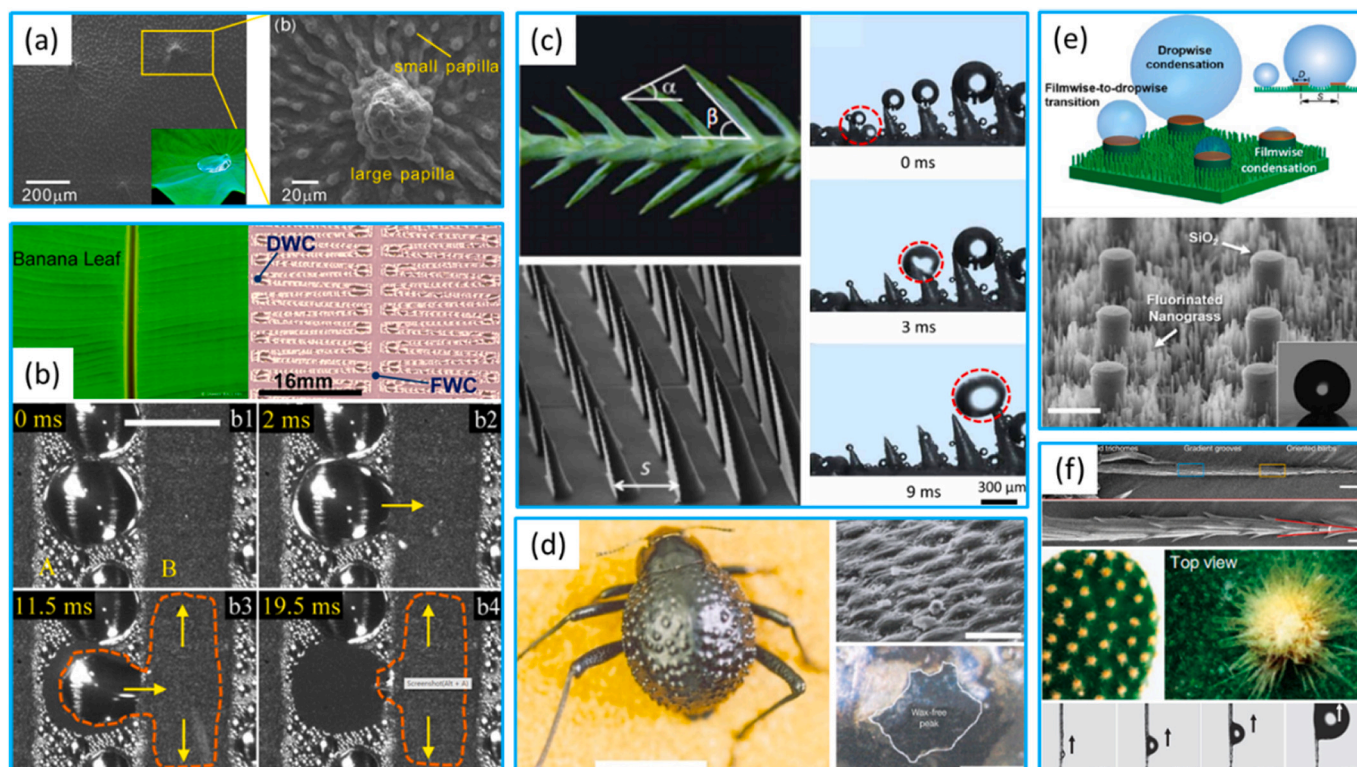 (a)
200μm
(b)
small papilla
large papilla
20μm
Banana Leaf
(b)
DWC
16mm
FWC
0 ms
b1
2 ms
b2
A
B
11.5 ms
b3
19.5 ms
b4
Screenshot(Alt + A)
(c)
α
β
S
0 ms
3 ms
9 ms
300 μm
(d)
Wax-free
peak
(e)
Dropwise
condensation
Filmwise-to-dropwise
transition
D
S
Filmwise
condensation
SiO₂
Fluorinated
Nanograss
(f)
trichomes
Gradient grooves
Oriented barbs
Top view